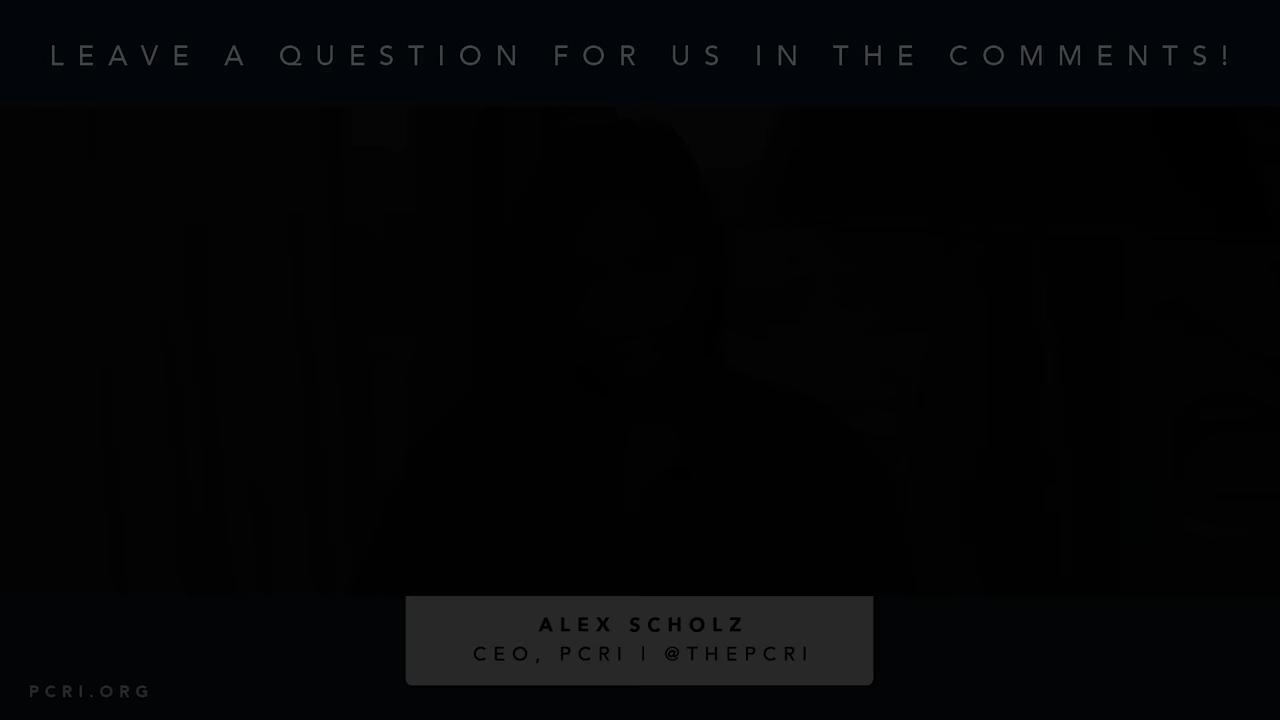 LEAVE A QUESTION FOR US IN THE COMMENTS!
ALEX SCHOLZ
CEO, PCRI | @THEPCRI
PCRI.ORG